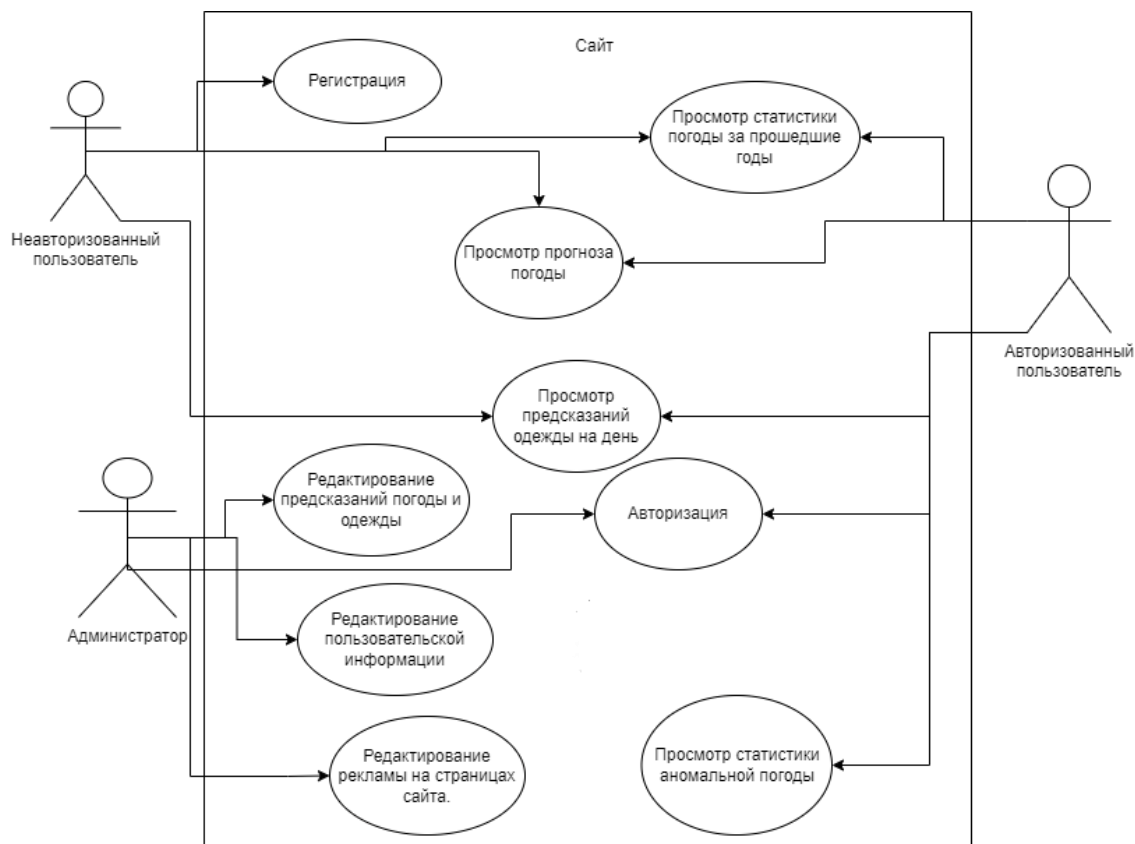 Сайт
Регистрация
Просмотр статистики
погоды за прошедшие
годы
Неавторизованный
пользователь
Просмотр прогноза
погоды
Авторизованный
пользователь
Просмотр
предсказаний
одежды на день
Редактирование
предсказаний погоды и
одежды
Авторизация
Администратор
Редактирование
пользовательской
информации
Редактирование
рекламы на страницах
сайта.
Просмотр статистики
аномальной погоды